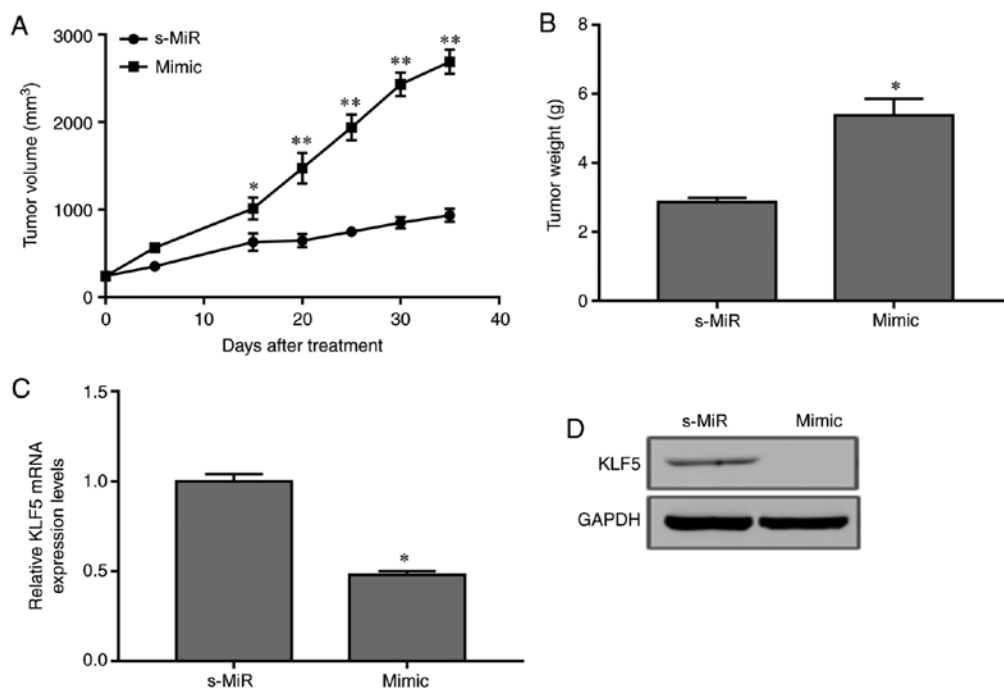 A
s-MiR
Mimic
Tumor volume (mm³)
3000
2000
1000
0
*
**
**
**
**
**
0 10 20 30 40
Days after treatment
B
Tumor weight (g)
8
6
4
2
0
*
s-MiR Mimic
C
Relative KLF5 mRNA
expression levels
1.5
1.0
0.5
0.0
*
s-MiR Mimic
D
s-MiR Mimic
KLF5
GAPDH